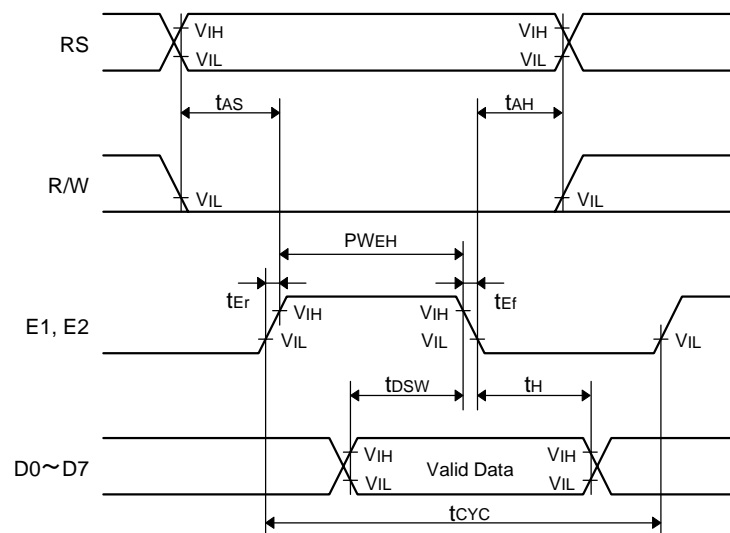 RS
VIH
VIH
VIL
VIL
tAS
tAH
R/W
VIL
VIL
PWEH
tEr
tEf
E1, E2
VIH
VIH
VIL
VIL
VIL
tDSW
tH
D0～D7
VIH
Valid Data
VIH
VIL
VIL
tCYC